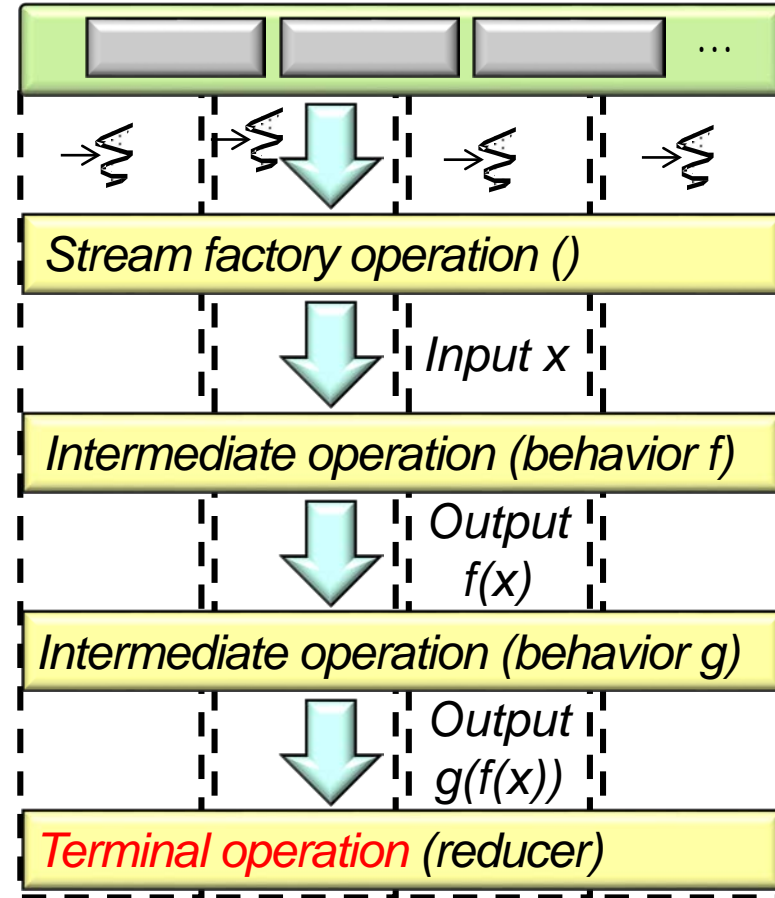 ...
Stream factory operation ()
Input x
Intermediate operation (behavior f)
Output
f(x)
Intermediate operation (behavior g)
Output
g(f(x))
Terminal operation (reducer)